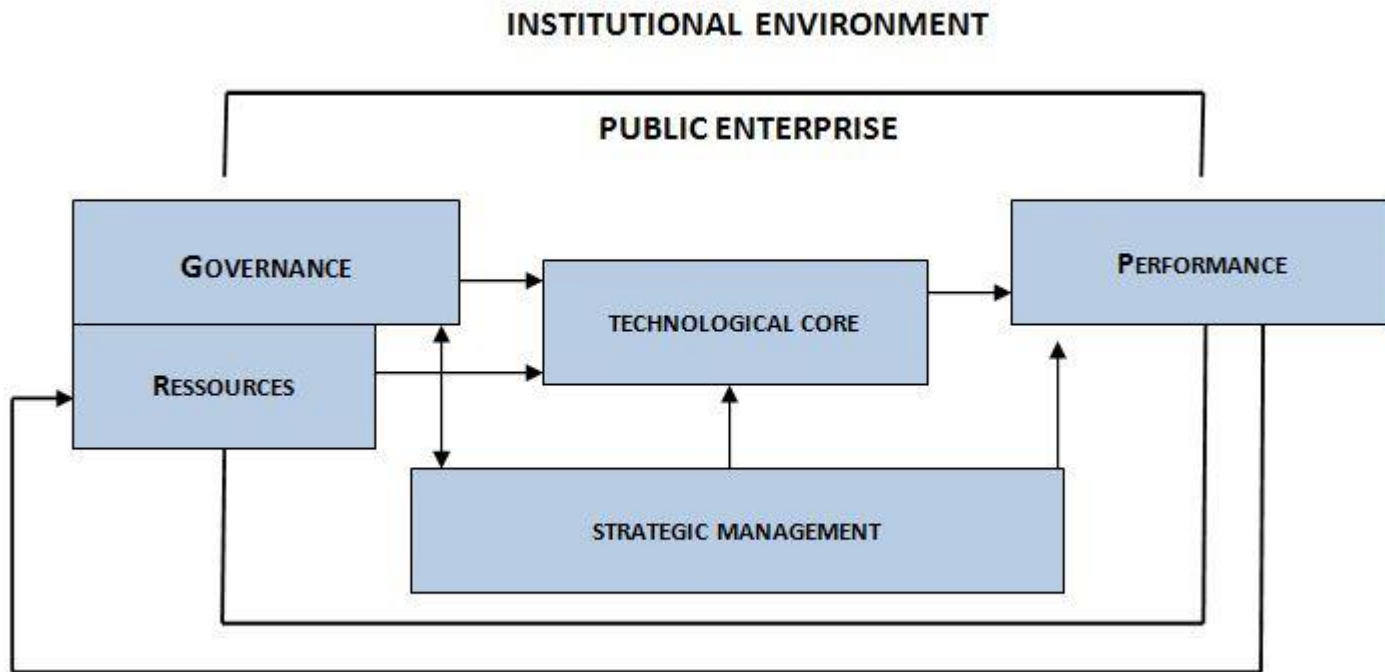 INSTITUTIONAL ENVIRONMENT
PUBLIC ENTERPRISE
GOVERNANCE
PERFORMANCE
TECHNOLOGICAL CORE
RESSOURCES
STRATEGIC MANAGEMENT